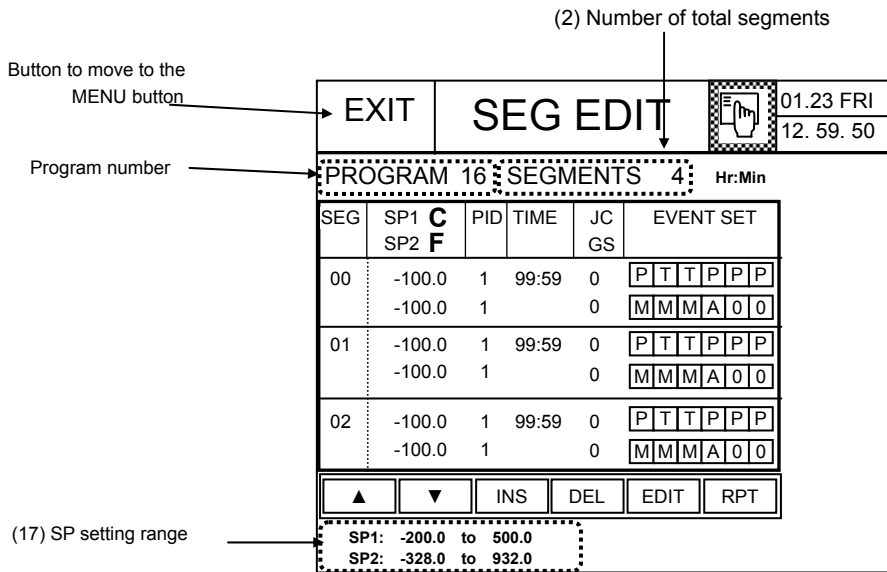 (2) Number of total segments
Button to move to the
MENU button
EXIT
SEG EDIT
01.23 FRI
12. 59. 50
Program number
PROGRAM 16
SEGMENTS 4
Hr:Min
SEG SP1 C PID TIME JC EVENT SET
SP2 F GS
00 -100.0 1 99:59 0 P T T P P P
-100.0 1 0 M M M A 0 0
01 -100.0 1 99:59 0 P T T P P P
-100.0 1 0 M M M A 0 0
02 -100.0 1 99:59 0 P T T P P P
-100.0 1 0 M M M A 0 0
▲ ▼ INS DEL EDIT RPT
(17) SP setting range
SP1: -200.0 to 500.0
SP2: -328.0 to 932.0